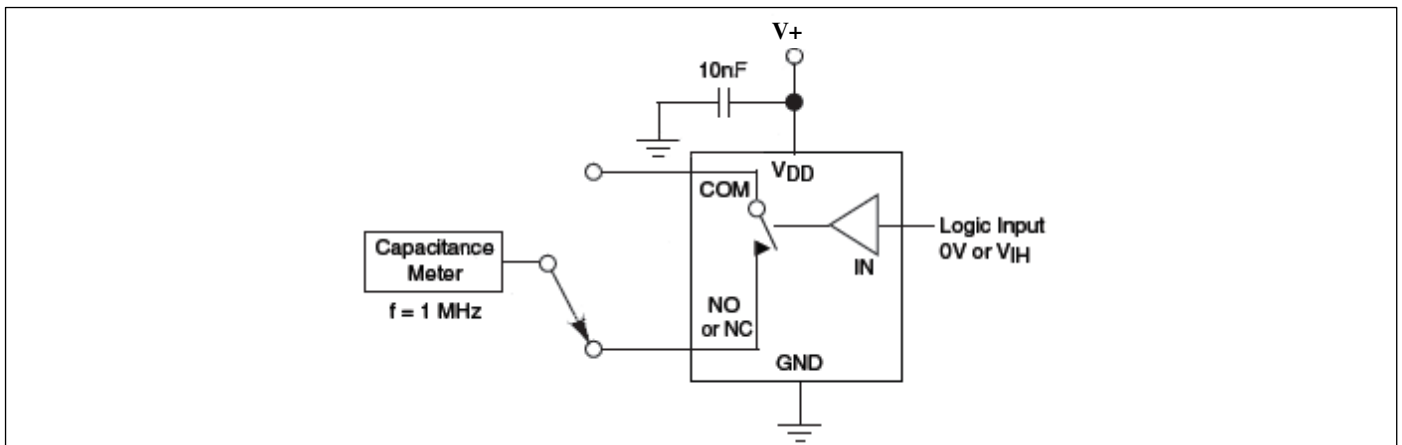 V+
10nF
VDD
COM
Capacitance
Meter
f = 1 MHz
Logic Input
0V or VIH
IN
NO
or NC
GND